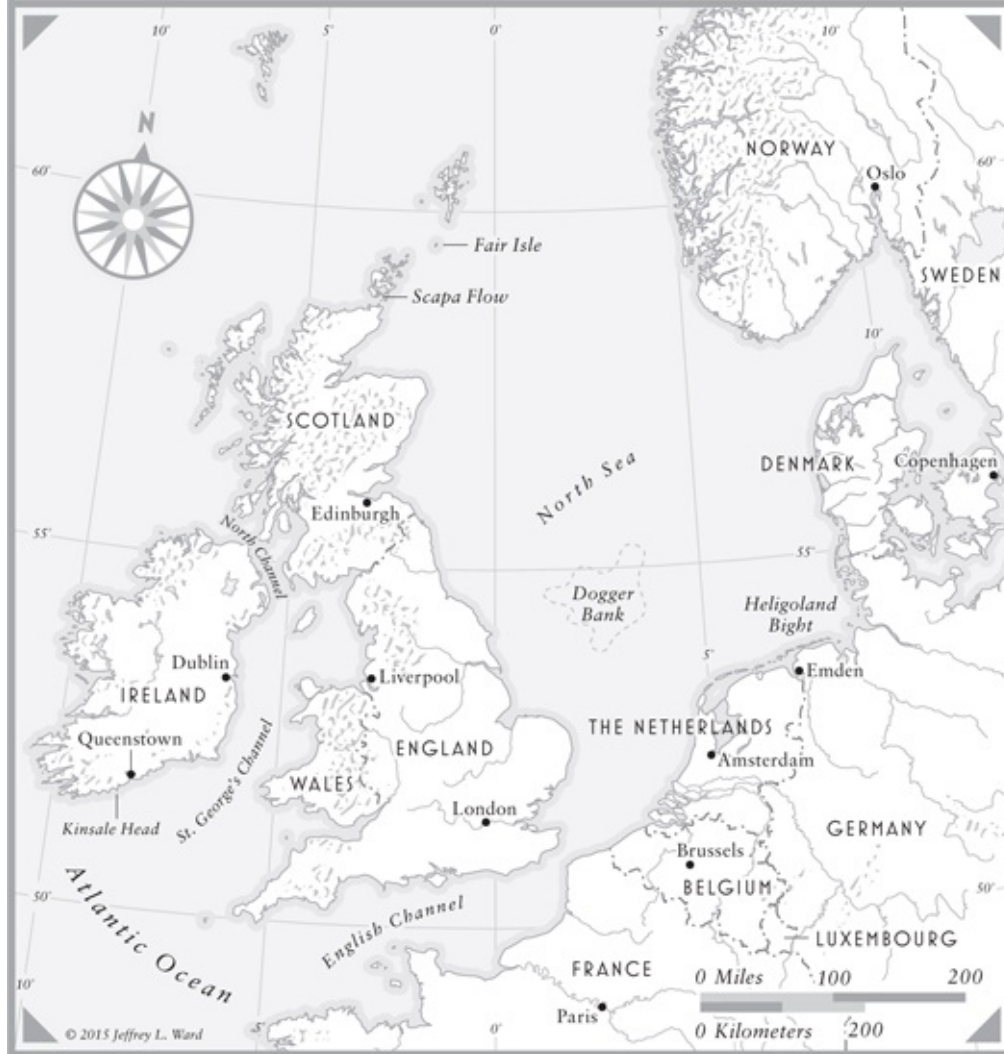 10°
5°
0°
5°
10°
N
60°
NORWAY
Oslo
60°
Fair Isle
SWEDEN
Scapa Flow
10°
SCOTLAND
DENMARK
Copenhagen
North Sea
Edinburgh
North Channel
55°
55°
Dogger
Bank
Heligoland
Bight
5°
Dublin
Liverpool
Emden
IRELAND
THE NETHERLANDS
Queenstown
ENGLAND
Amsterdam
St. George's Channel
WALES
London
Kinsale Head
GERMANY
Brussels
BELGIUM
50°
50°
Atlantic Ocean
English Channel
LUXEMBOURG
FRANCE
0 Miles 100 200
10°
Paris
0 Kilometers 200
© 2015 Jeffrey L. Ward
5°
0°